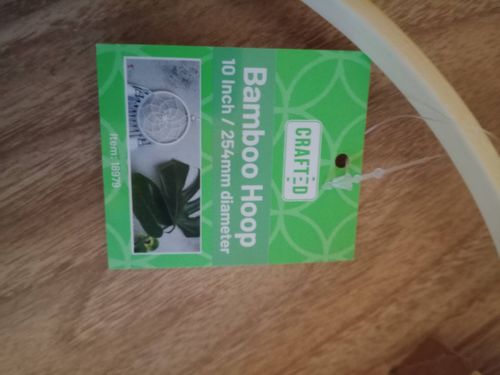 CRAFTED
Bamboo Hoop
10 Inch / 254mm diameter
Item: 18979